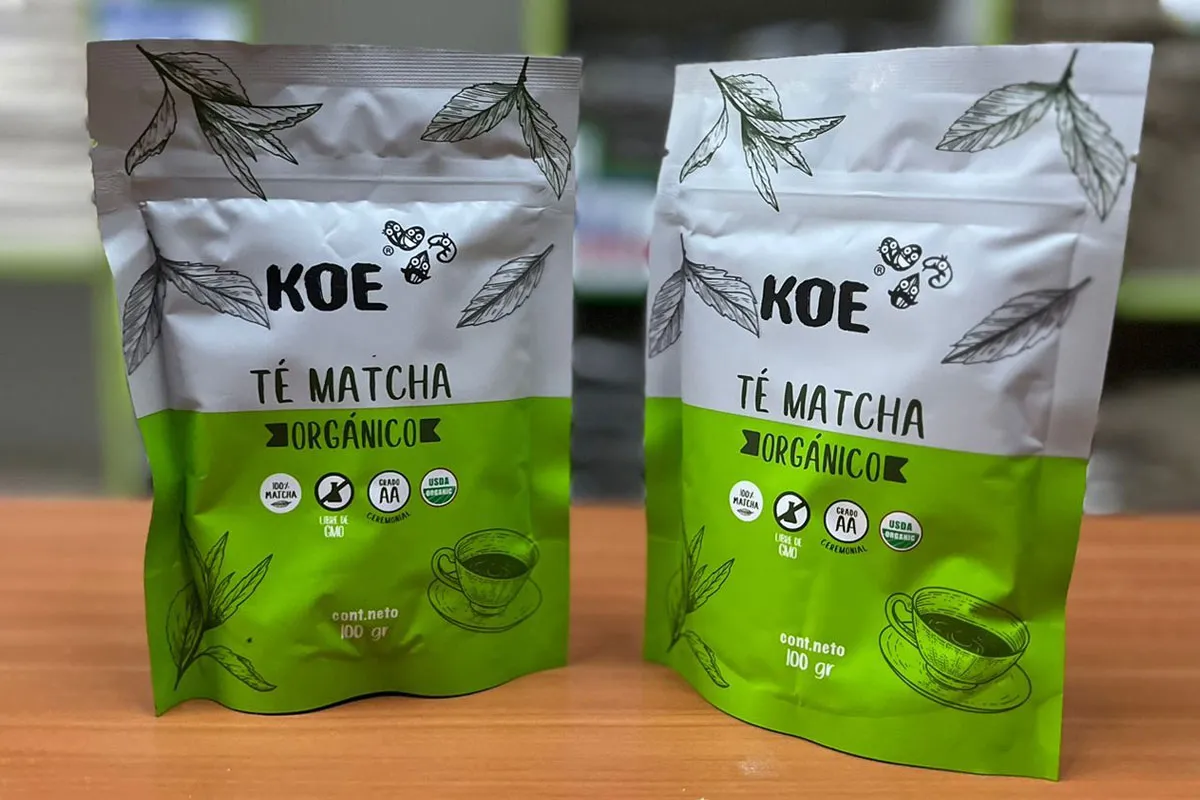 KOE®
TÉ MATCHA
ORGÁNICO
100%
MATCHA
LIBRE DE
GMO
GRADO
AA
CEREMONIAL
USDA
ORGANIC
cont.neto
100 gr
KOE®
TÉ MATCHA
ORGÁNICO
100%
MATCHA
LIBRE DE
GMO
GRADO
AA
CEREMONIAL
USDA
ORGANIC
cont.neto
100 gr